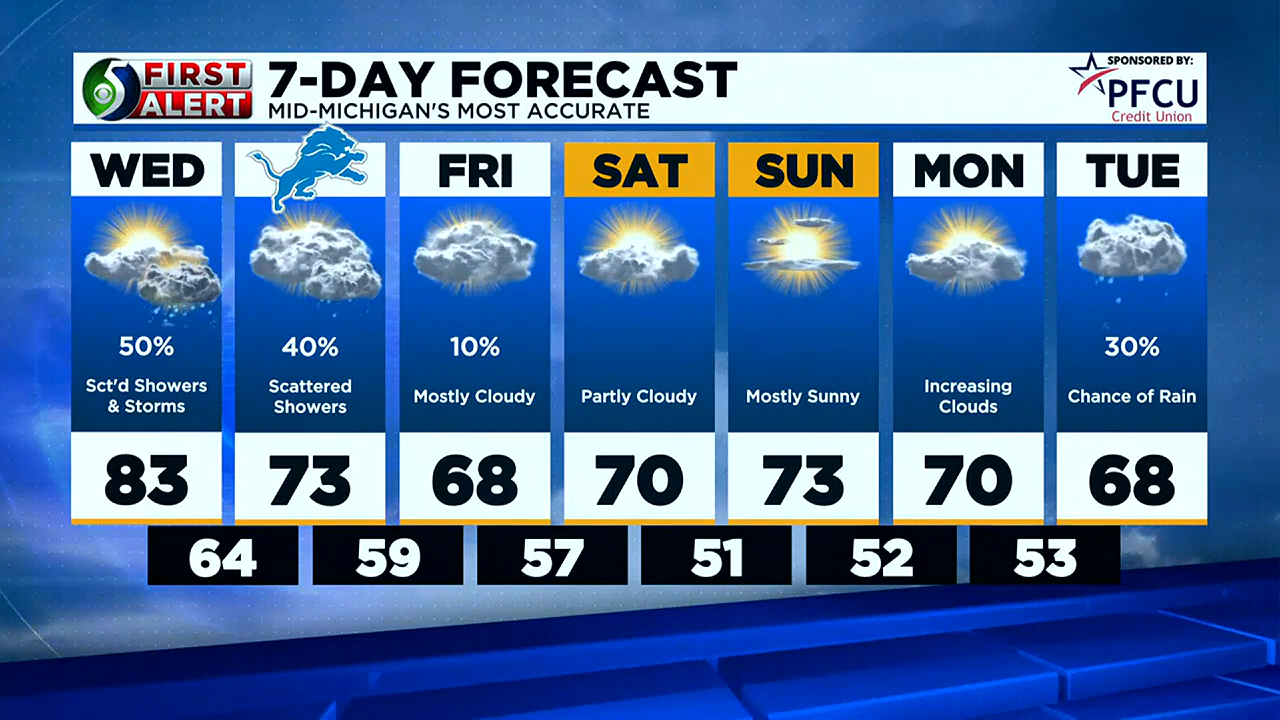 5 FIRST
ALERT
7-DAY FORECAST
MID-MICHIGAN'S MOST ACCURATE
SPONSORED BY:
PFCU
Credit Union
WED
50%
Sct'd Showers
& Storms
83
40%
Scattered
Showers
73
FRI
10%
Mostly Cloudy
68
SAT
Partly Cloudy
70
SUN
Mostly Sunny
73
MON
Increasing
Clouds
70
TUE
30%
Chance of Rain
68
64 59 57 51 52 53